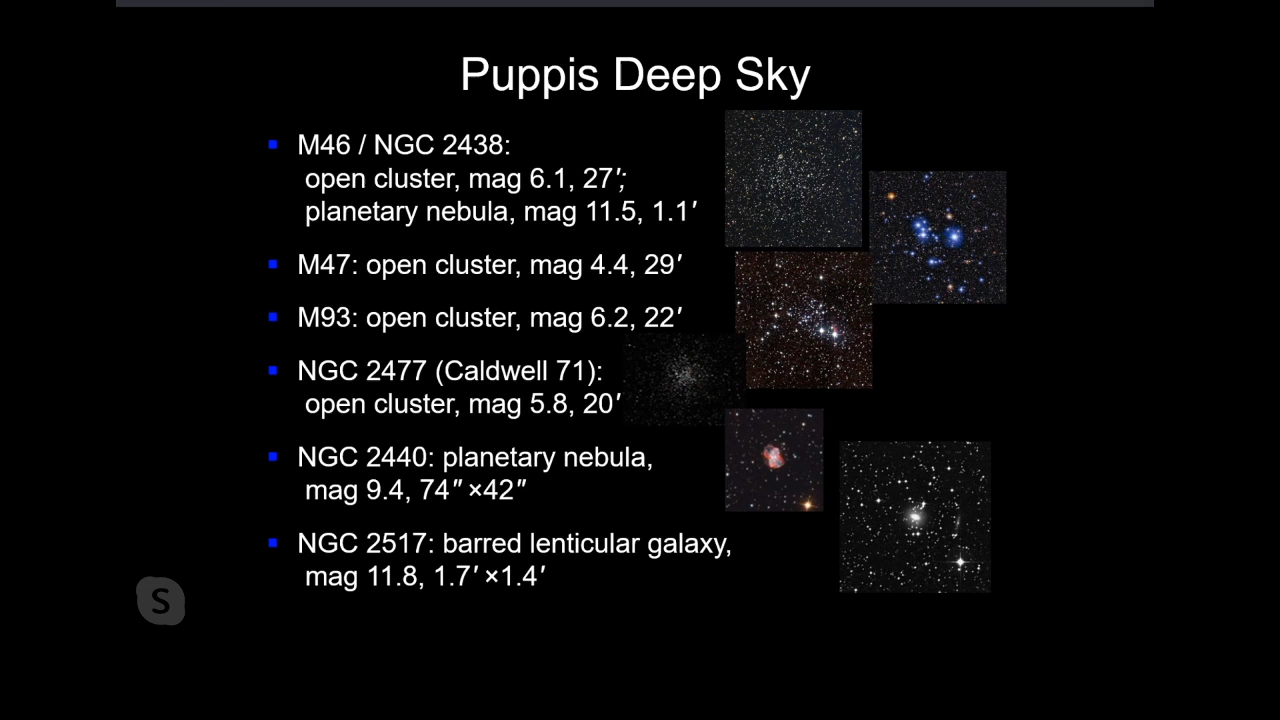 Puppis Deep Sky
M46 / NGC 2438:
open cluster, mag 6.1, 27′;
planetary nebula, mag 11.5, 1.1′
M47: open cluster, mag 4.4, 29′
M93: open cluster, mag 6.2, 22′
NGC 2477 (Caldwell 71):
open cluster, mag 5.8, 20′
NGC 2440: planetary nebula,
mag 9.4, 74″×42″
NGC 2517: barred lenticular galaxy,
mag 11.8, 1.7′×1.4′
S